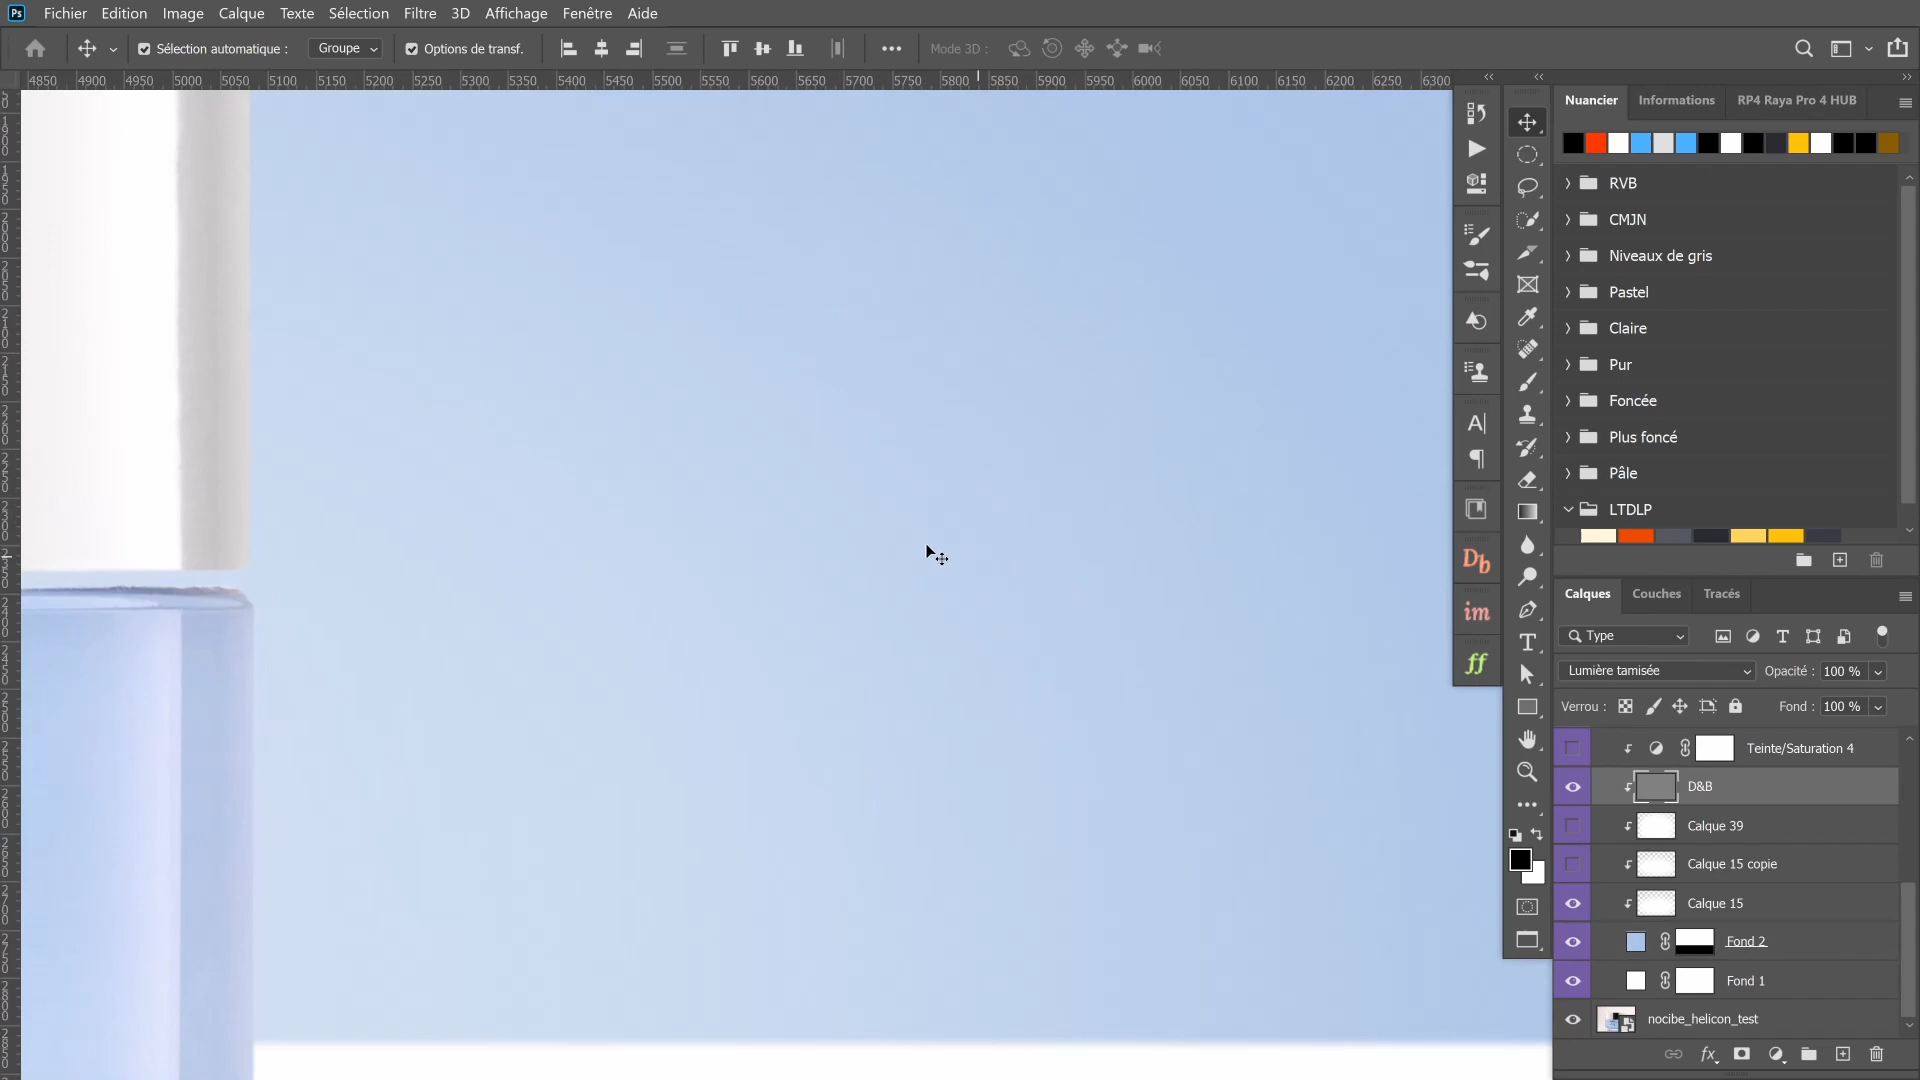 Ps Fichier Edition Image Calque Texte Sélection Filtre 3D Affichage Fenêtre Aide
Sélection automatique : Groupe Options de transf. Mode 3D :
4850 4900 4950 5000 5050 5100 5150 5200 5250 5300 5350 5400 5450 5500 5550 5600 5650 5700 5750 5800 5850 5900 5950 6000 6050 6100 6150 6200 6250 6300
Nuancier Informations RP4 Raya Pro 4 HUB
RVB
CMJN
Niveaux de gris
Pastel
Claire
Pur
Foncée
Plus foncé
Pâle
LTDLP
Db
im
ff
Calques Couches Tracés
Type
Lumière tamisée Opacité : 100 %
Verrou : Fond : 100 %
Teinte/Saturation 4
D&B
Calque 39
Calque 15 copie
Calque 15
Fond 2
Fond 1
nocibe_helicon_test
fx